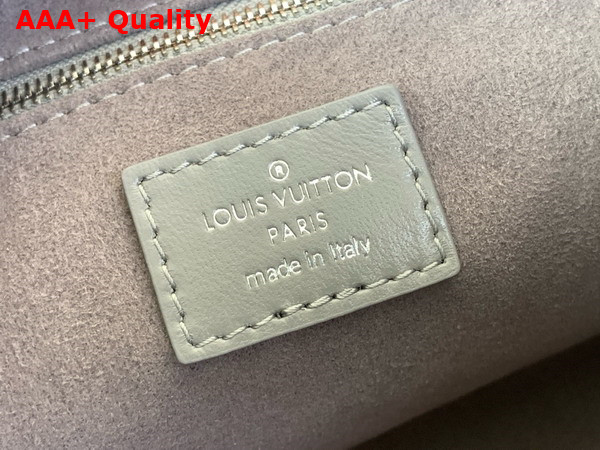 AAA+ Quality
®
LOUIS VUITTON
PARIS
made in Italy